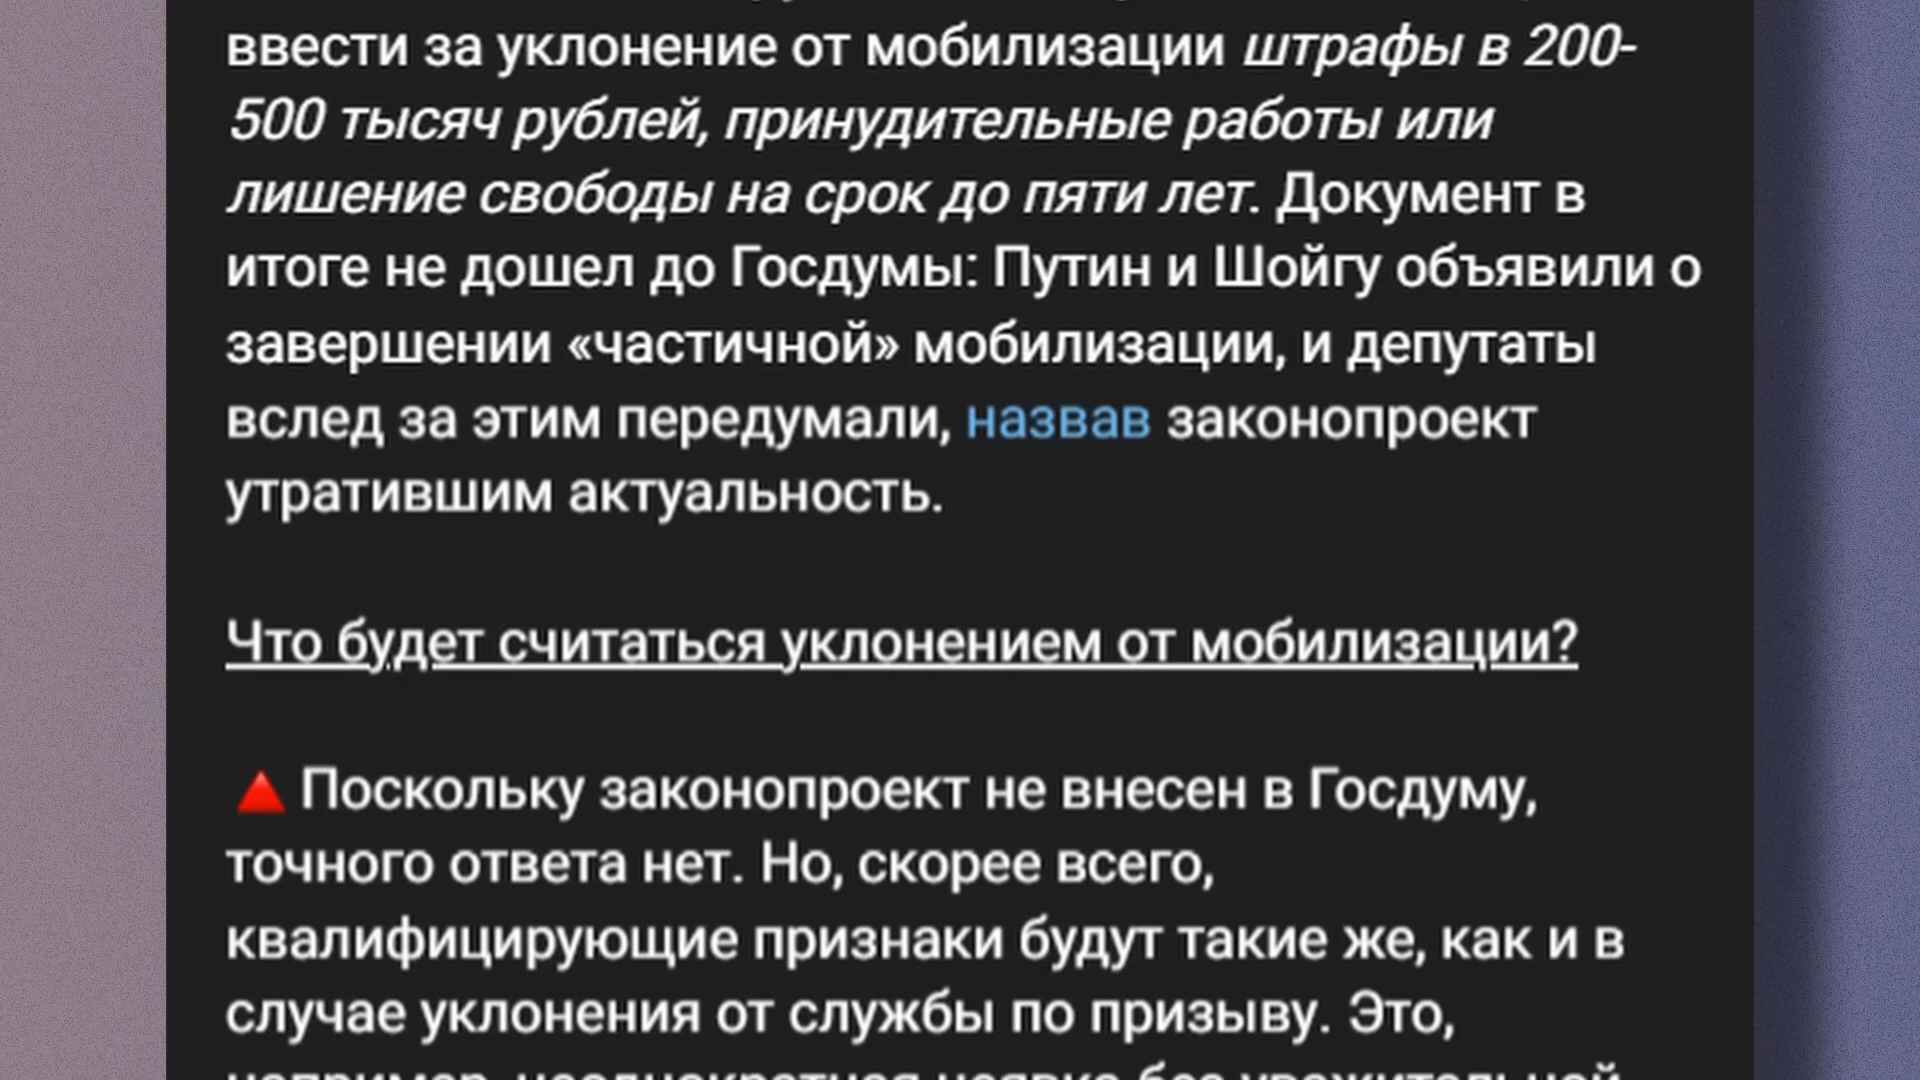 ввести за уклонение от мобилизации штрафы в 200-
500 тысяч рублей, принудительные работы или
лишение свободы на срок до пяти лет. Документ в
итоге не дошел до Госдумы: Путин и Шойгу объявили о
завершении «частичной» мобилизации, и депутаты
вслед за этим передумали, назвав законопроект
утратившим актуальность.
Что будет считаться уклонением от мобилизации?
🔺Поскольку законопроект не внесен в Госдуму,
точного ответа нет. Но, скорее всего,
квалифицирующие признаки будут такие же, как и в
случае уклонения от службы по призыву. Это,